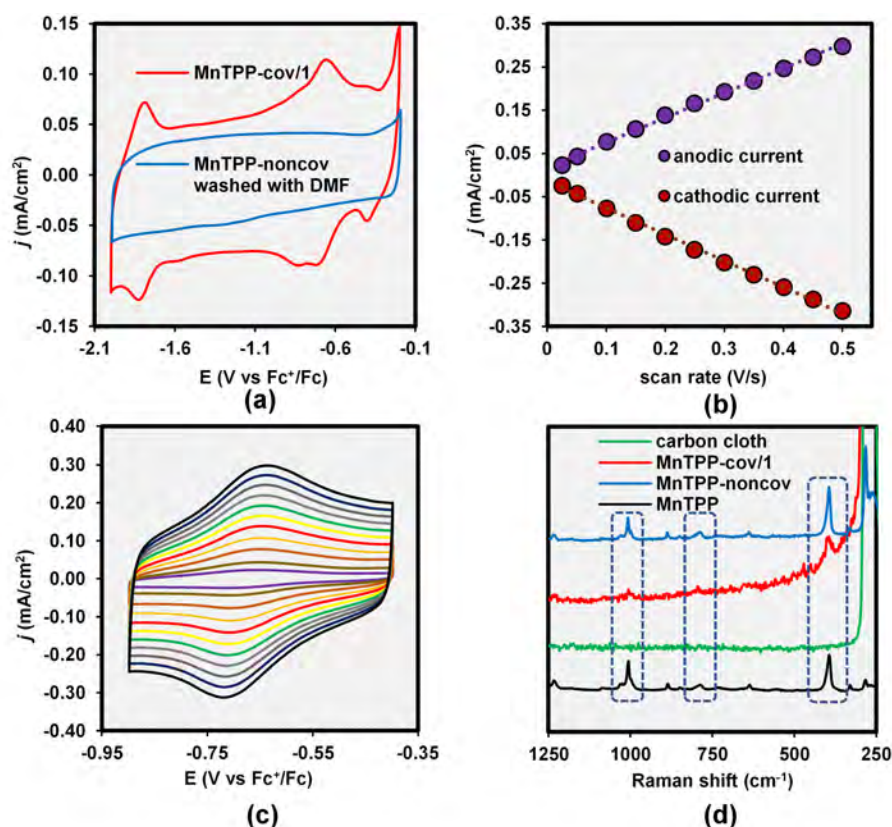 0.15
0.10
0.05
0.00
-0.05
-0.10
-0.15
j (mA/cm²)
MnTPP-cov/1
MnTPP-noncov
washed with DMF
-2.1 -1.6 -1.1 -0.6 -0.1
E (V vs Fc⁺/Fc)
(a)
0.35
0.25
0.15
0.05
-0.05
-0.15
-0.25
-0.35
j (mA/cm²)
anodic current
cathodic current
0 0.1 0.2 0.3 0.4 0.5
scan rate (V/s)
(b)
0.40
0.30
0.20
0.10
0.00
-0.10
-0.20
-0.30
-0.40
j (mA/cm²)
-0.95 -0.75 -0.55 -0.35
E (V vs Fc⁺/Fc)
(c)
carbon cloth
MnTPP-cov/1
MnTPP-noncov
MnTPP
1250 1000 750 500 250
Raman shift (cm⁻¹)
(d)